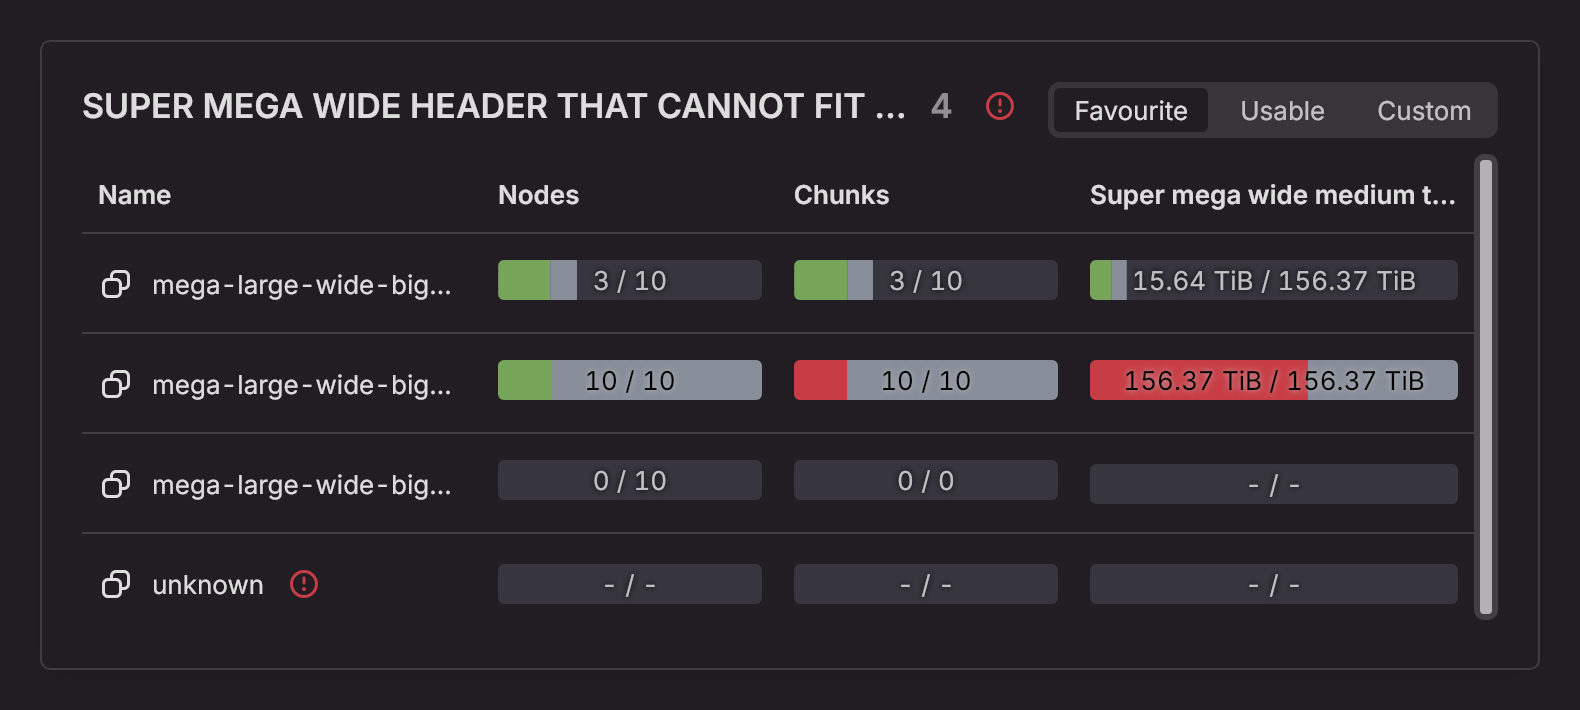 SUPER MEGA WIDE HEADER THAT CANNOT FIT ... 4 Favourite Usable Custom
Name Nodes Chunks Super mega wide medium t...
mega-large-wide-big... 3 / 10 3 / 10 15.64 TiB / 156.37 TiB
mega-large-wide-big... 10 / 10 10 / 10 156.37 TiB / 156.37 TiB
mega-large-wide-big... 0 / 10 0 / 0 - / -
unknown - / - - / - - / -